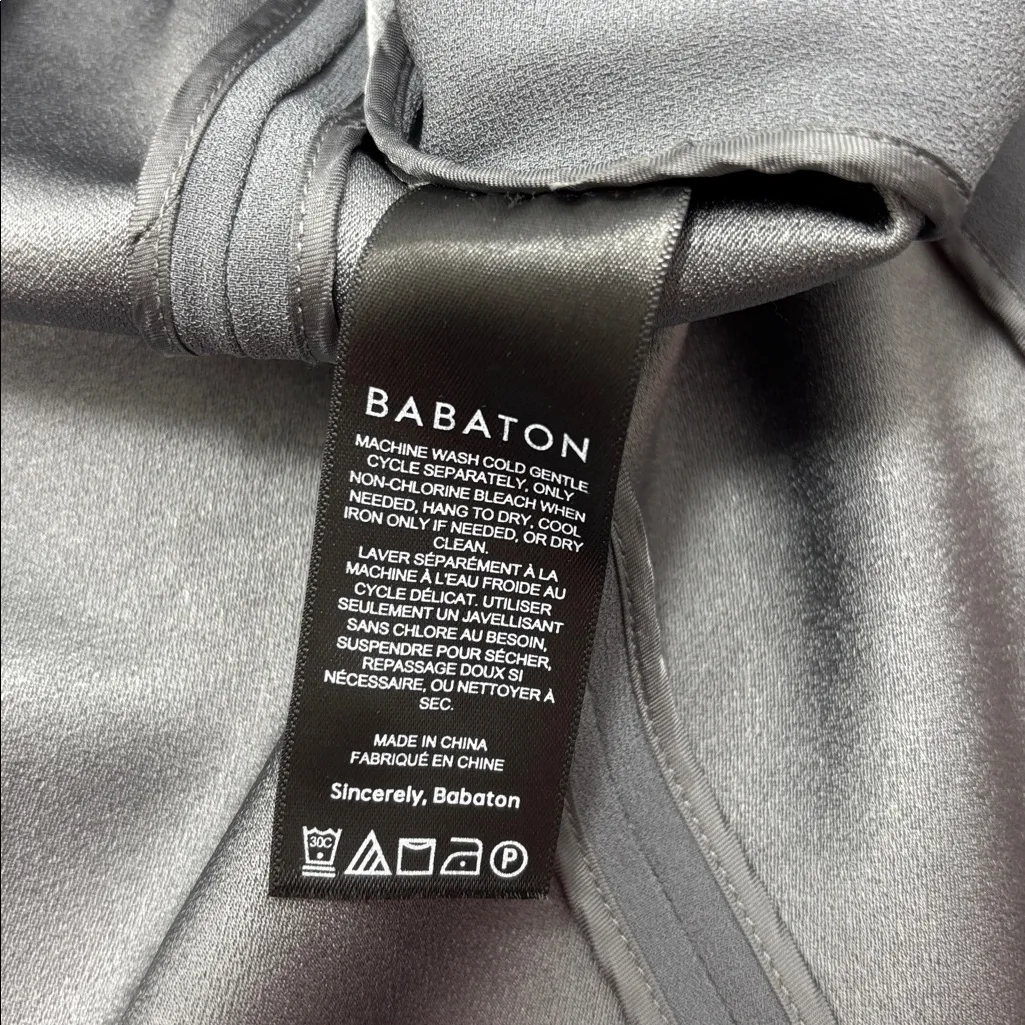 BABATON
MACHINE WASH COLD GENTLE
CYCLE SEPARATELY, ONLY
NON-CHLORINE BLEACH WHEN
NEEDED, HANG TO DRY, COOL
IRON ONLY IF NEEDED, OR DRY
CLEAN.
LAVER SÉPARÉMENT À LA
MACHINE À L'EAU FROIDE AU
CYCLE DÉLICAT. UTILISER
SEULEMENT UN JAVELLISANT
SANS CHLORE AU BESOIN,
SUSPENDRE POUR SÉCHER,
REPASSAGE DOUX SI
NÉCESSAIRE, OU NETTOYER À
SEC.
MADE IN CHINA
FABRIQUÉ EN CHINE
Sincerely, Babaton
30C P